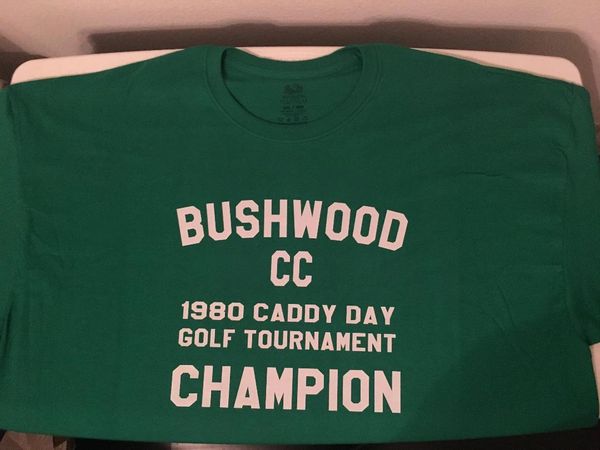 BUSHWOOD
CC
1980 CADDY DAY
GOLF TOURNAMENT
CHAMPION